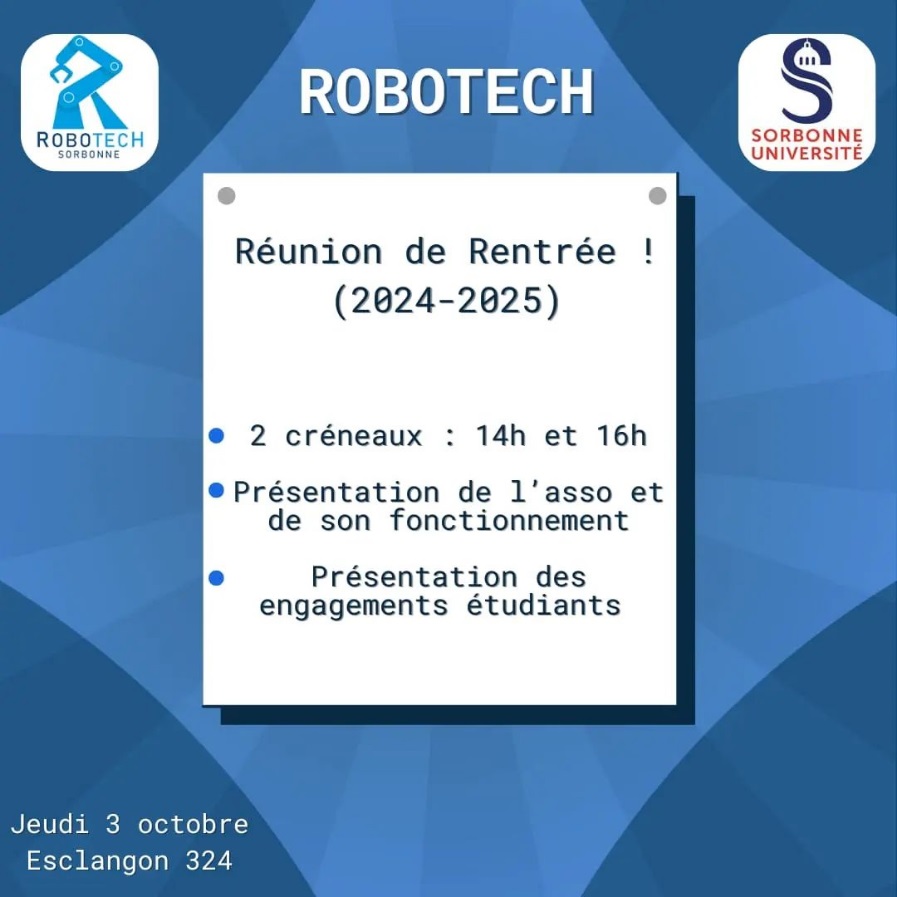 ROBOTECH
SORBONNE
ROBOTECH
SORBONNE
UNIVERSITÉ
Réunion de Rentrée !
(2024-2025)
2 créneaux : 14h et 16h
Présentation de l’asso et
de son fonctionnement
Présentation des
engagements étudiants
Jeudi 3 octobre
Esclangon 324